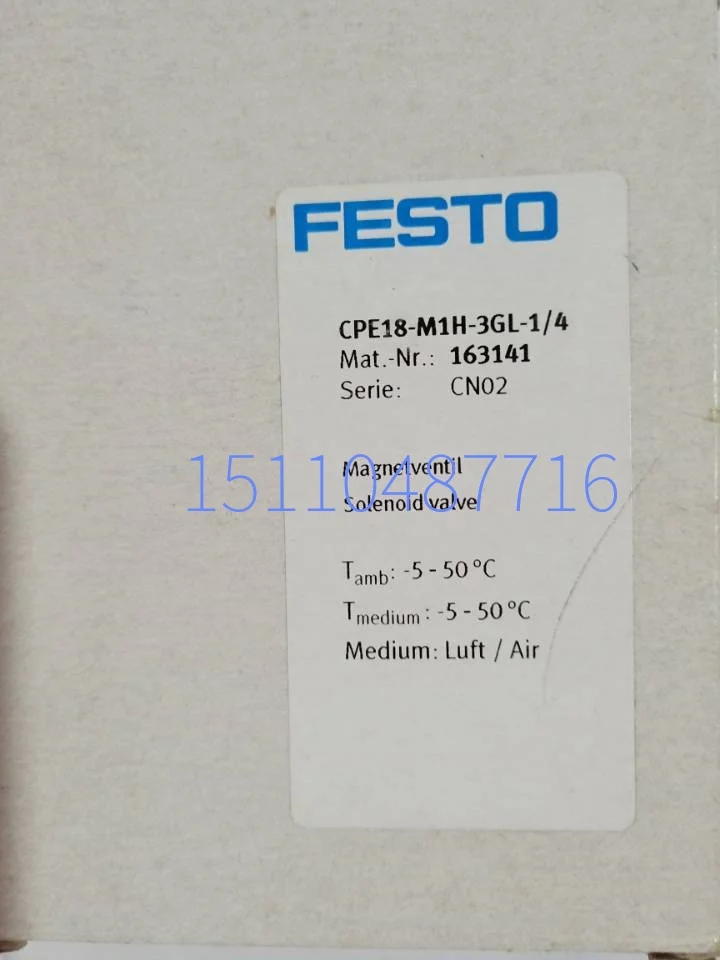 FESTO
CPE18-M1H-3GL-1/4
Mat.-Nr.: 163141
Serie: CN02
Magnetventil
15110487716
Solenoid valve
Tamb: -5 - 50 °C
Tmedium: -5 - 50 °C
Medium: Luft / Air